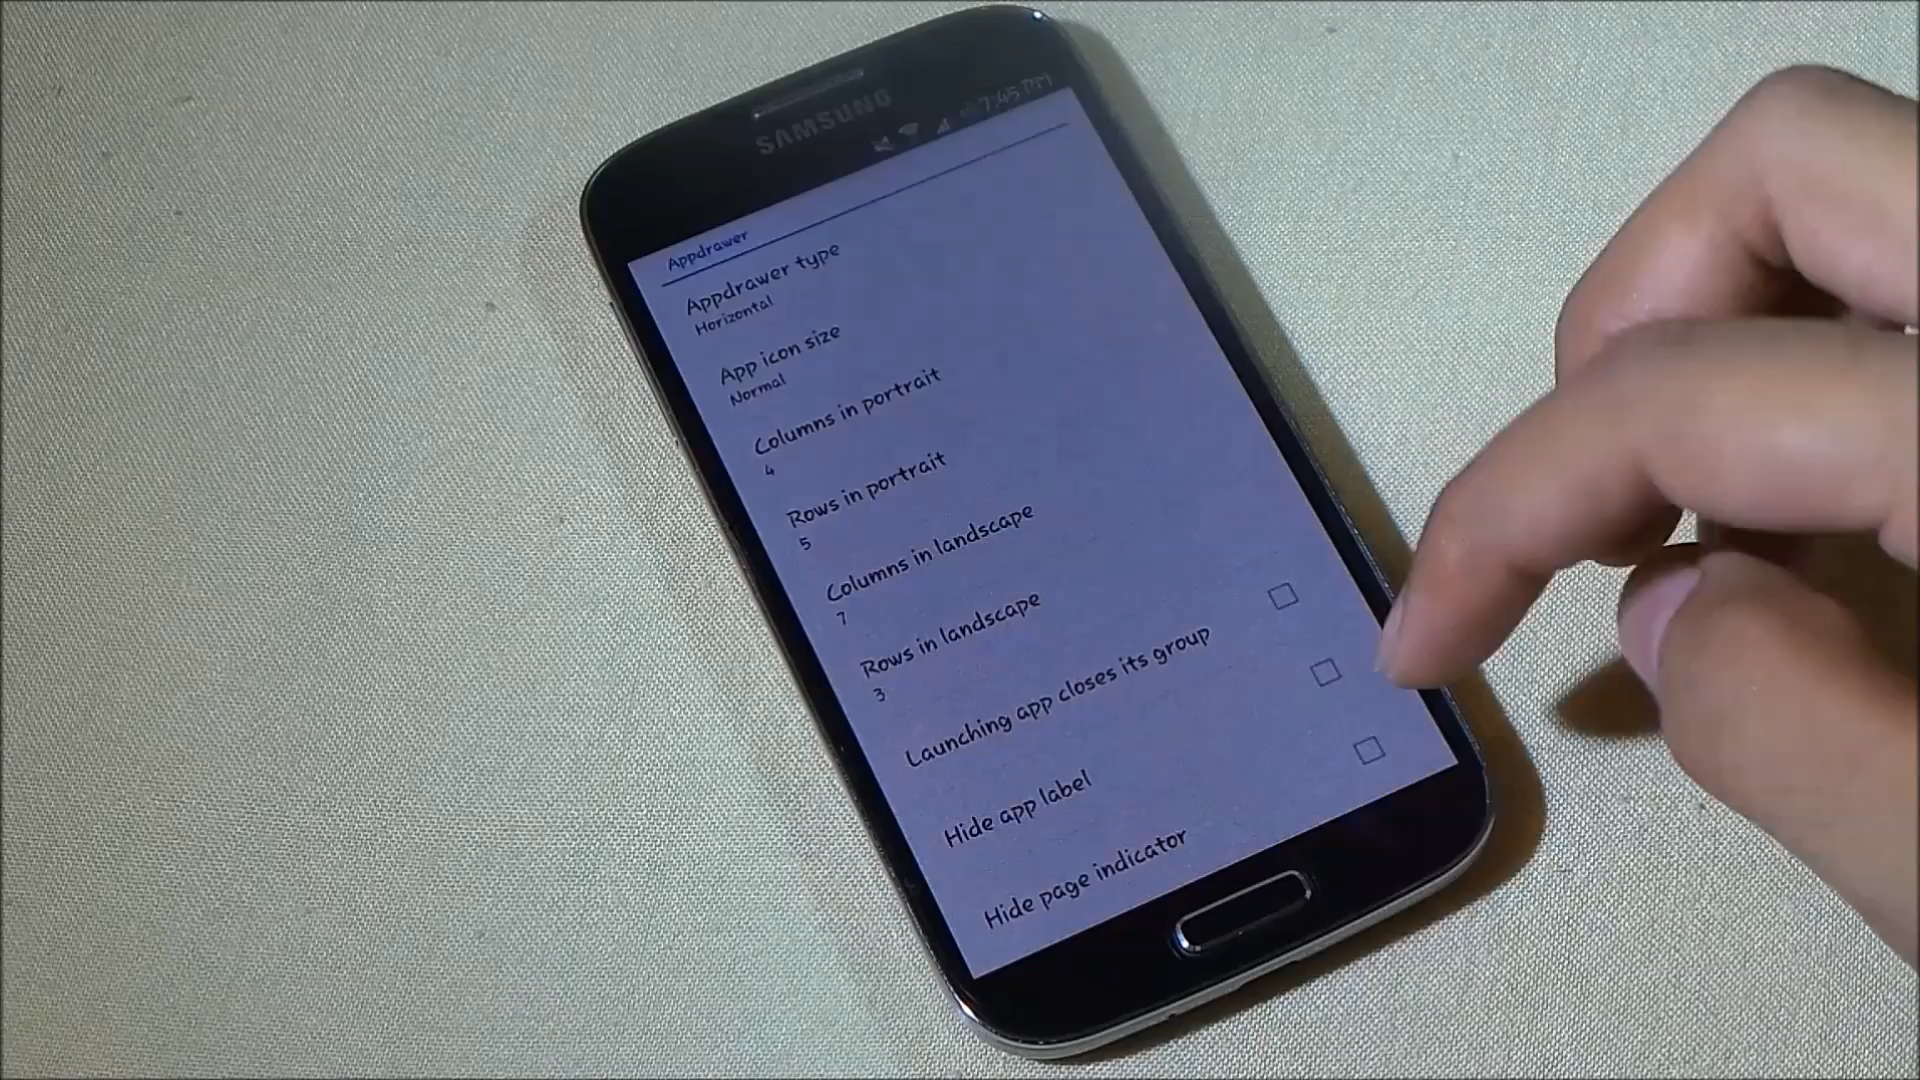 SAMSUNG
7:45 PM
Appdrawer
Appdrawer type
Horizontal
App icon size
Normal
Columns in portrait
4
Rows in portrait
5
Columns in landscape
7
Rows in landscape
3
Launching app closes its group
Hide app label
Hide page indicator